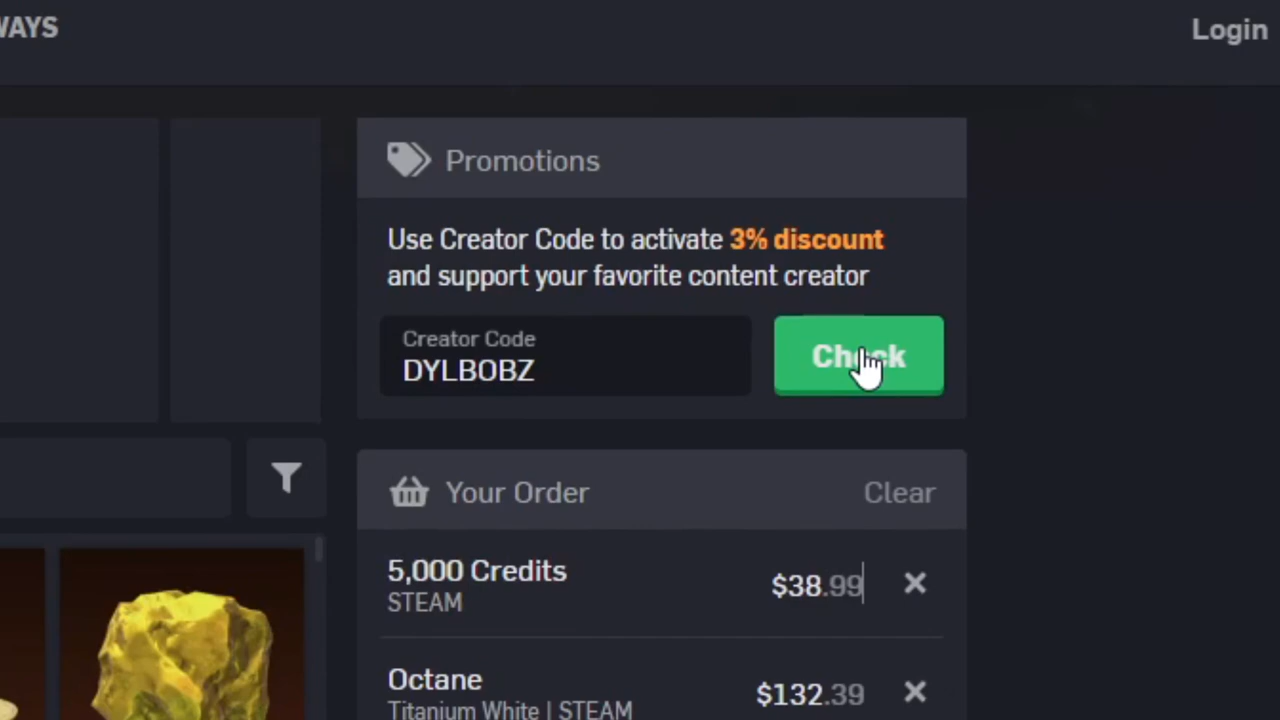 WAYS
Login
Promotions
Use Creator Code to activate 3% discount
and support your favorite content creator
Creator Code
DYLBOBZ
Check
Your Order
Clear
5,000 Credits
$38.99
STEAM
Octane
$132.39
Titanium White | STEAM